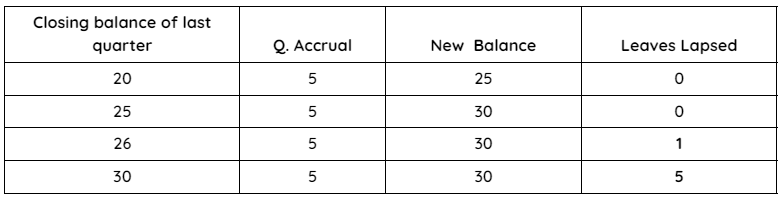 Closing balance of last
quarter
Q. Accrual
New Balance
Leaves Lapsed
20 5 25 0
25 5 30 0
26 5 30 1
30 5 30 5